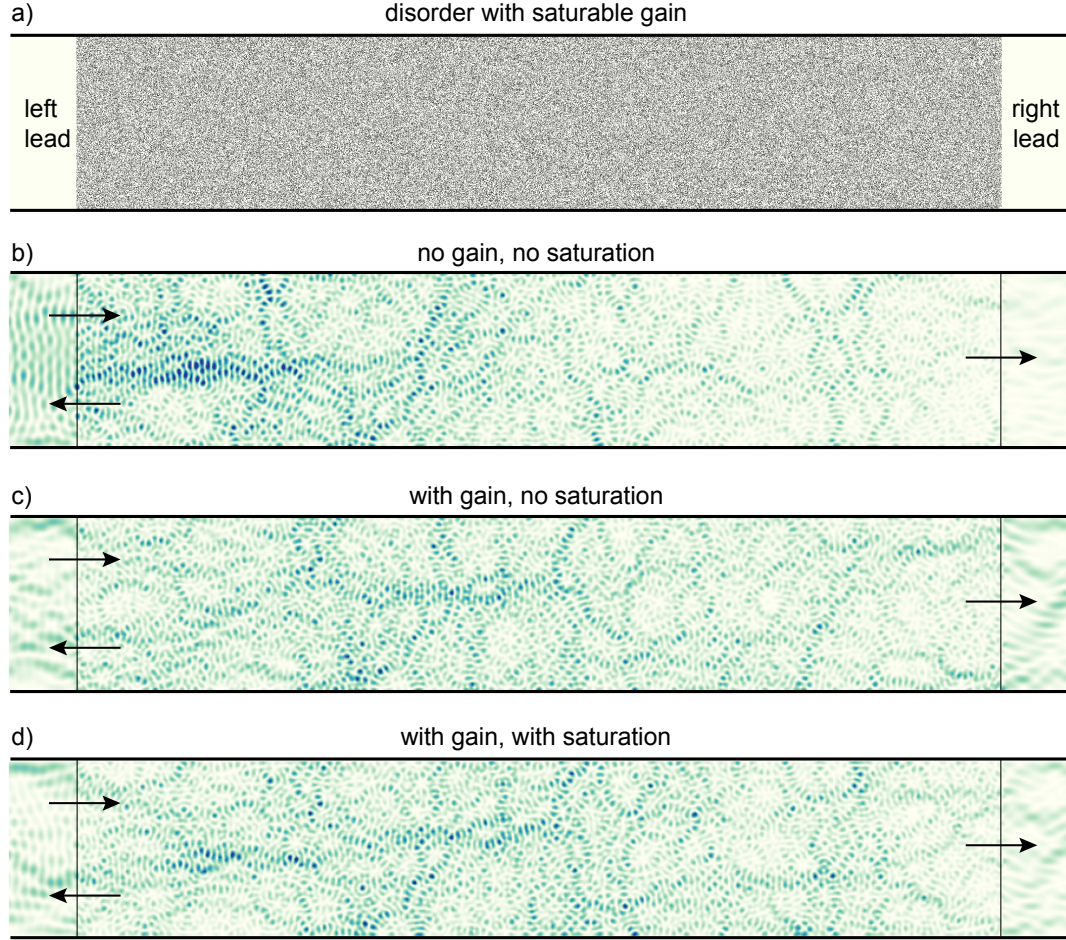 a)
disorder with saturable gain
left
lead
right
lead
b)
no gain, no saturation
c)
with gain, no saturation
d)
with gain, with saturation